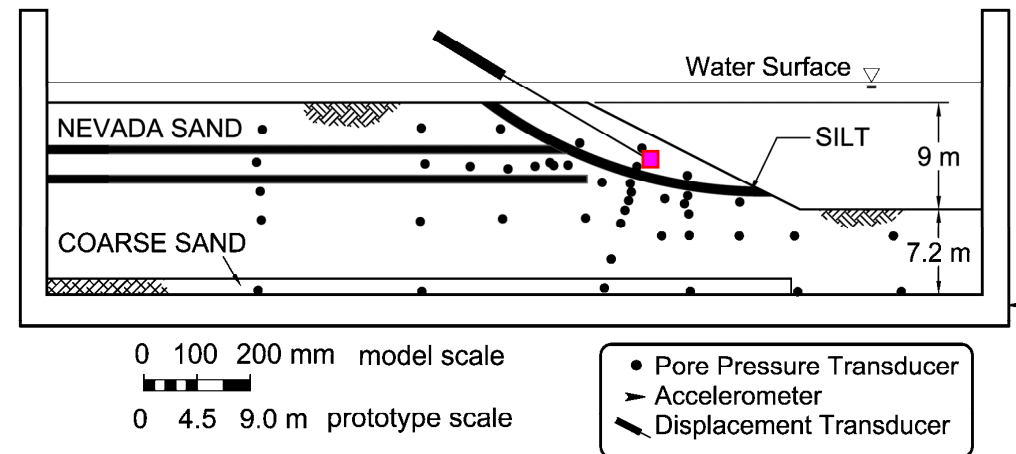 Water Surface
NEVADA SAND
SILT
9 m
COARSE SAND
7.2 m
0 100 200 mm model scale
0 4.5 9.0 m prototype scale
Pore Pressure Transducer
Accelerometer
Displacement Transducer